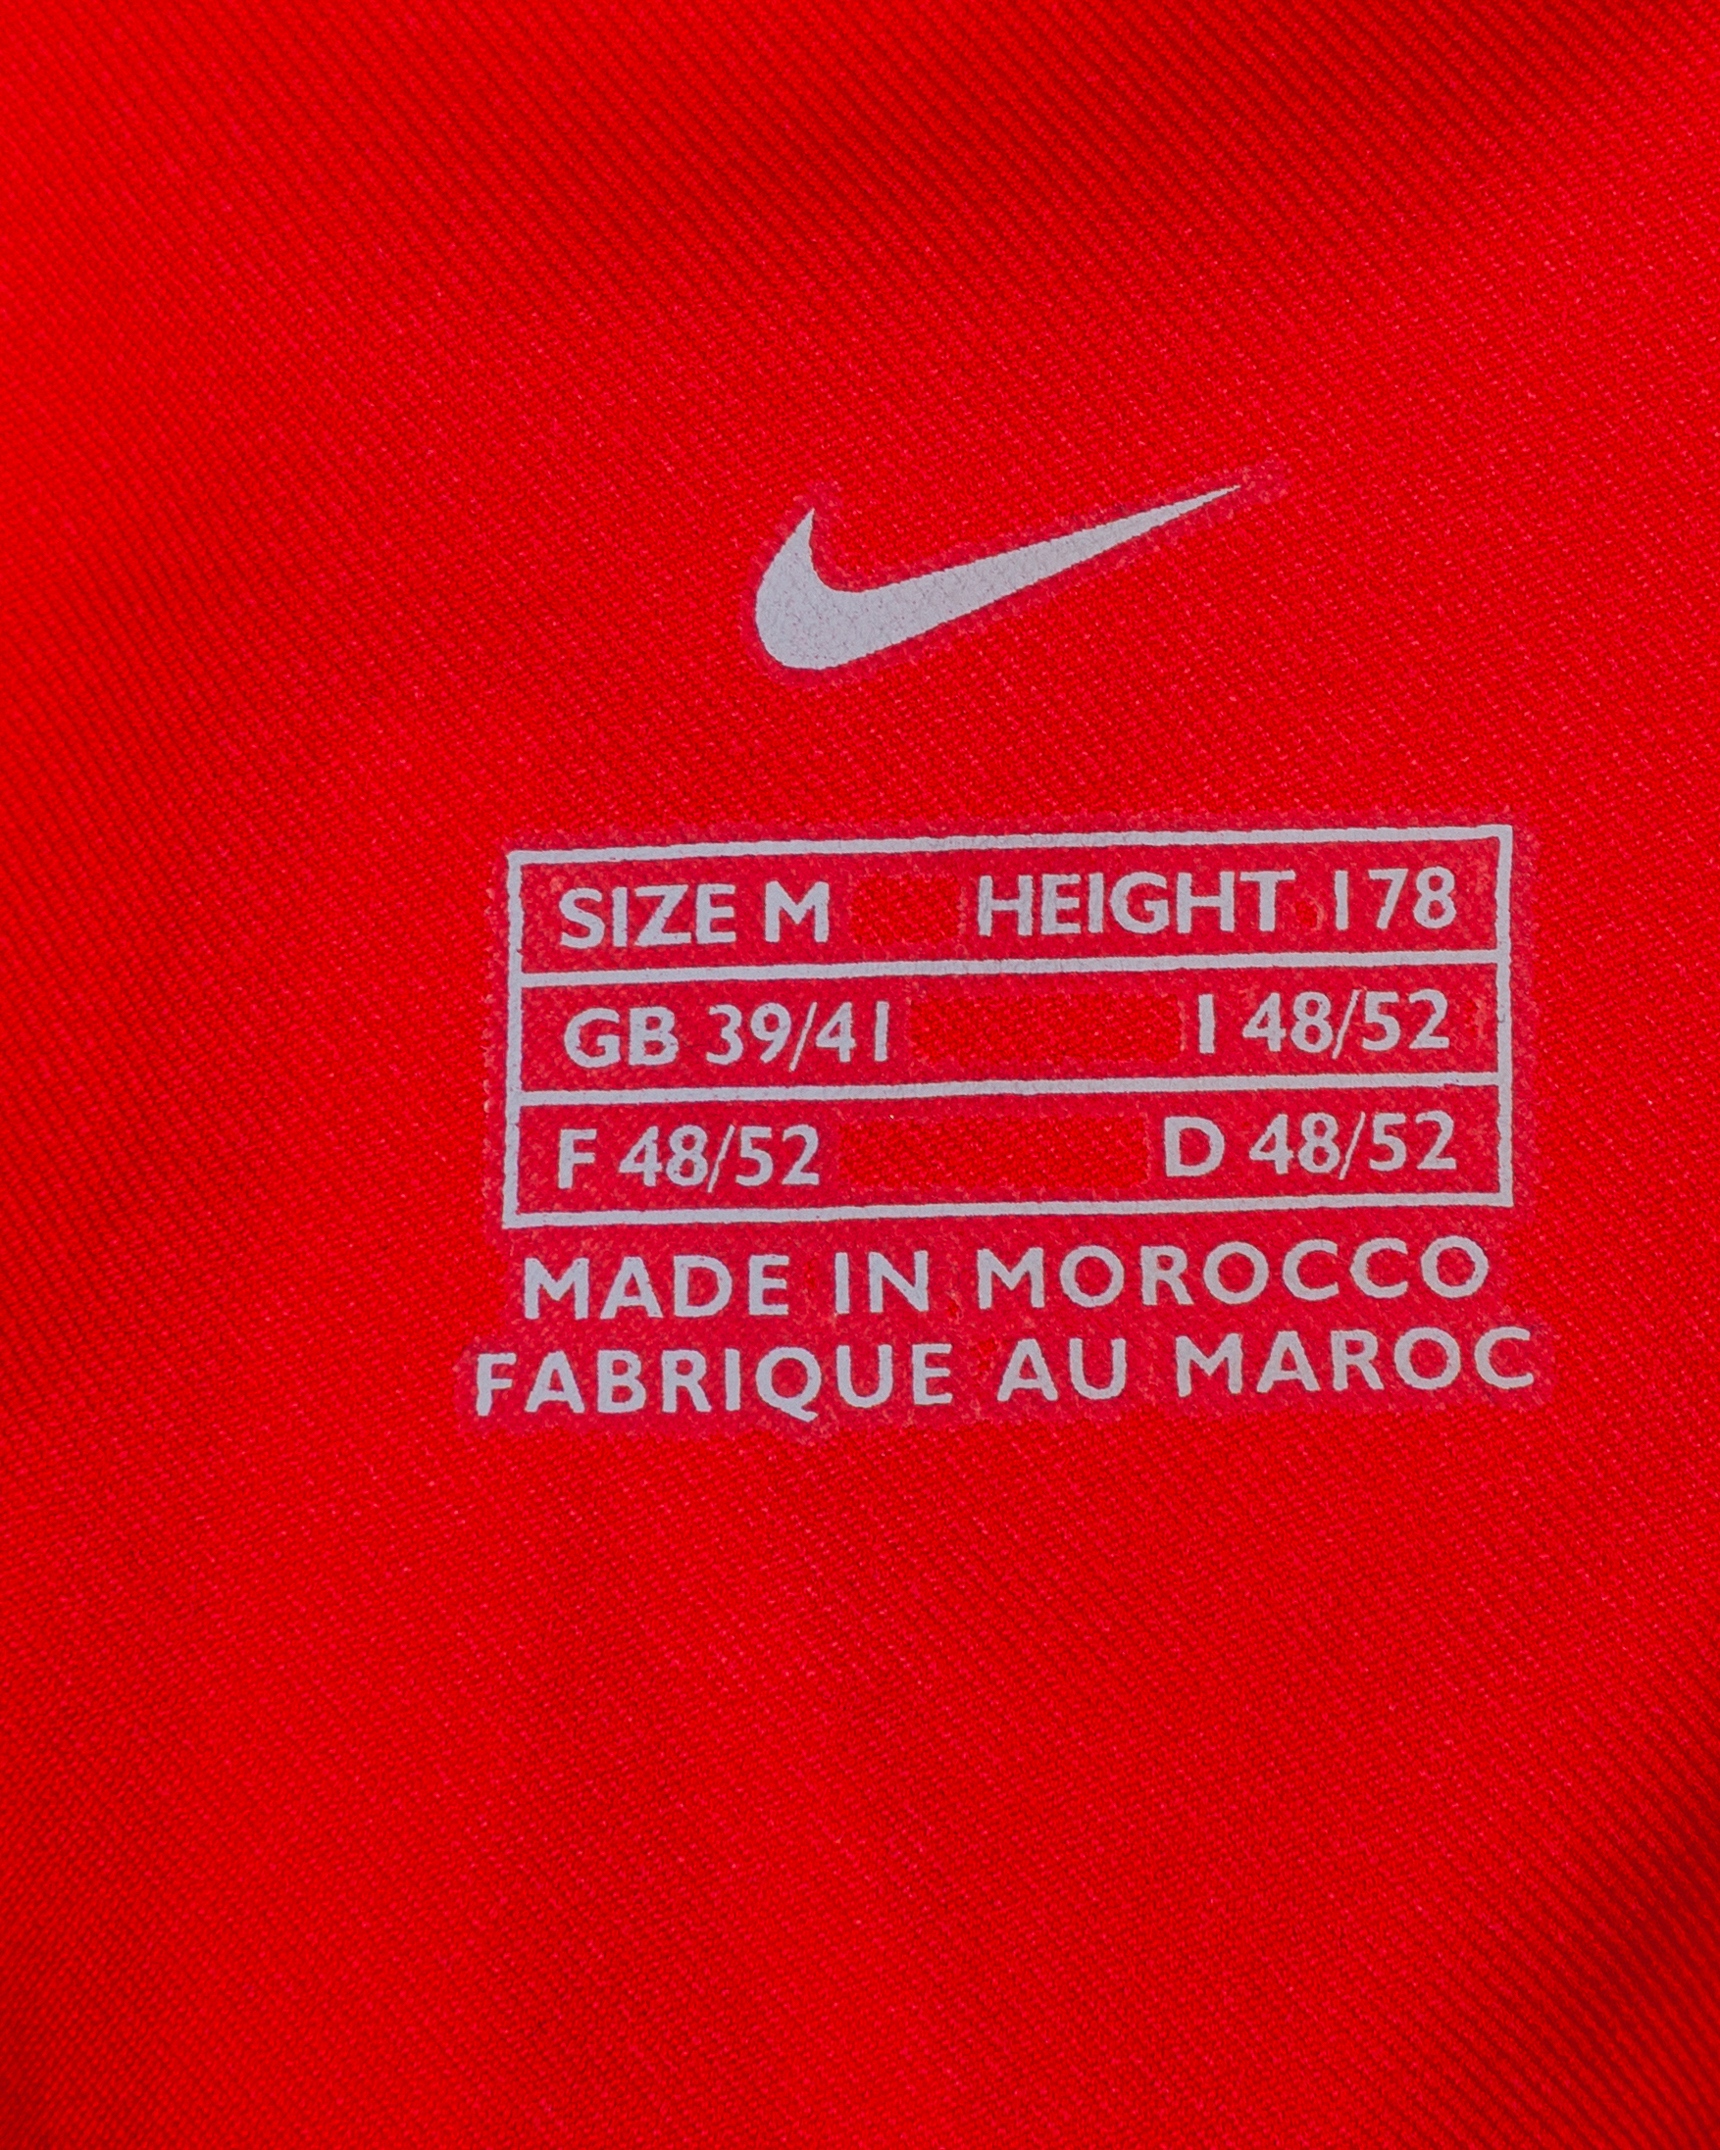 SIZE M HEIGHT 178
GB 39/41 I 48/52
F 48/52 D 48/52
MADE IN MOROCCO
FABRIQUE AU MAROC